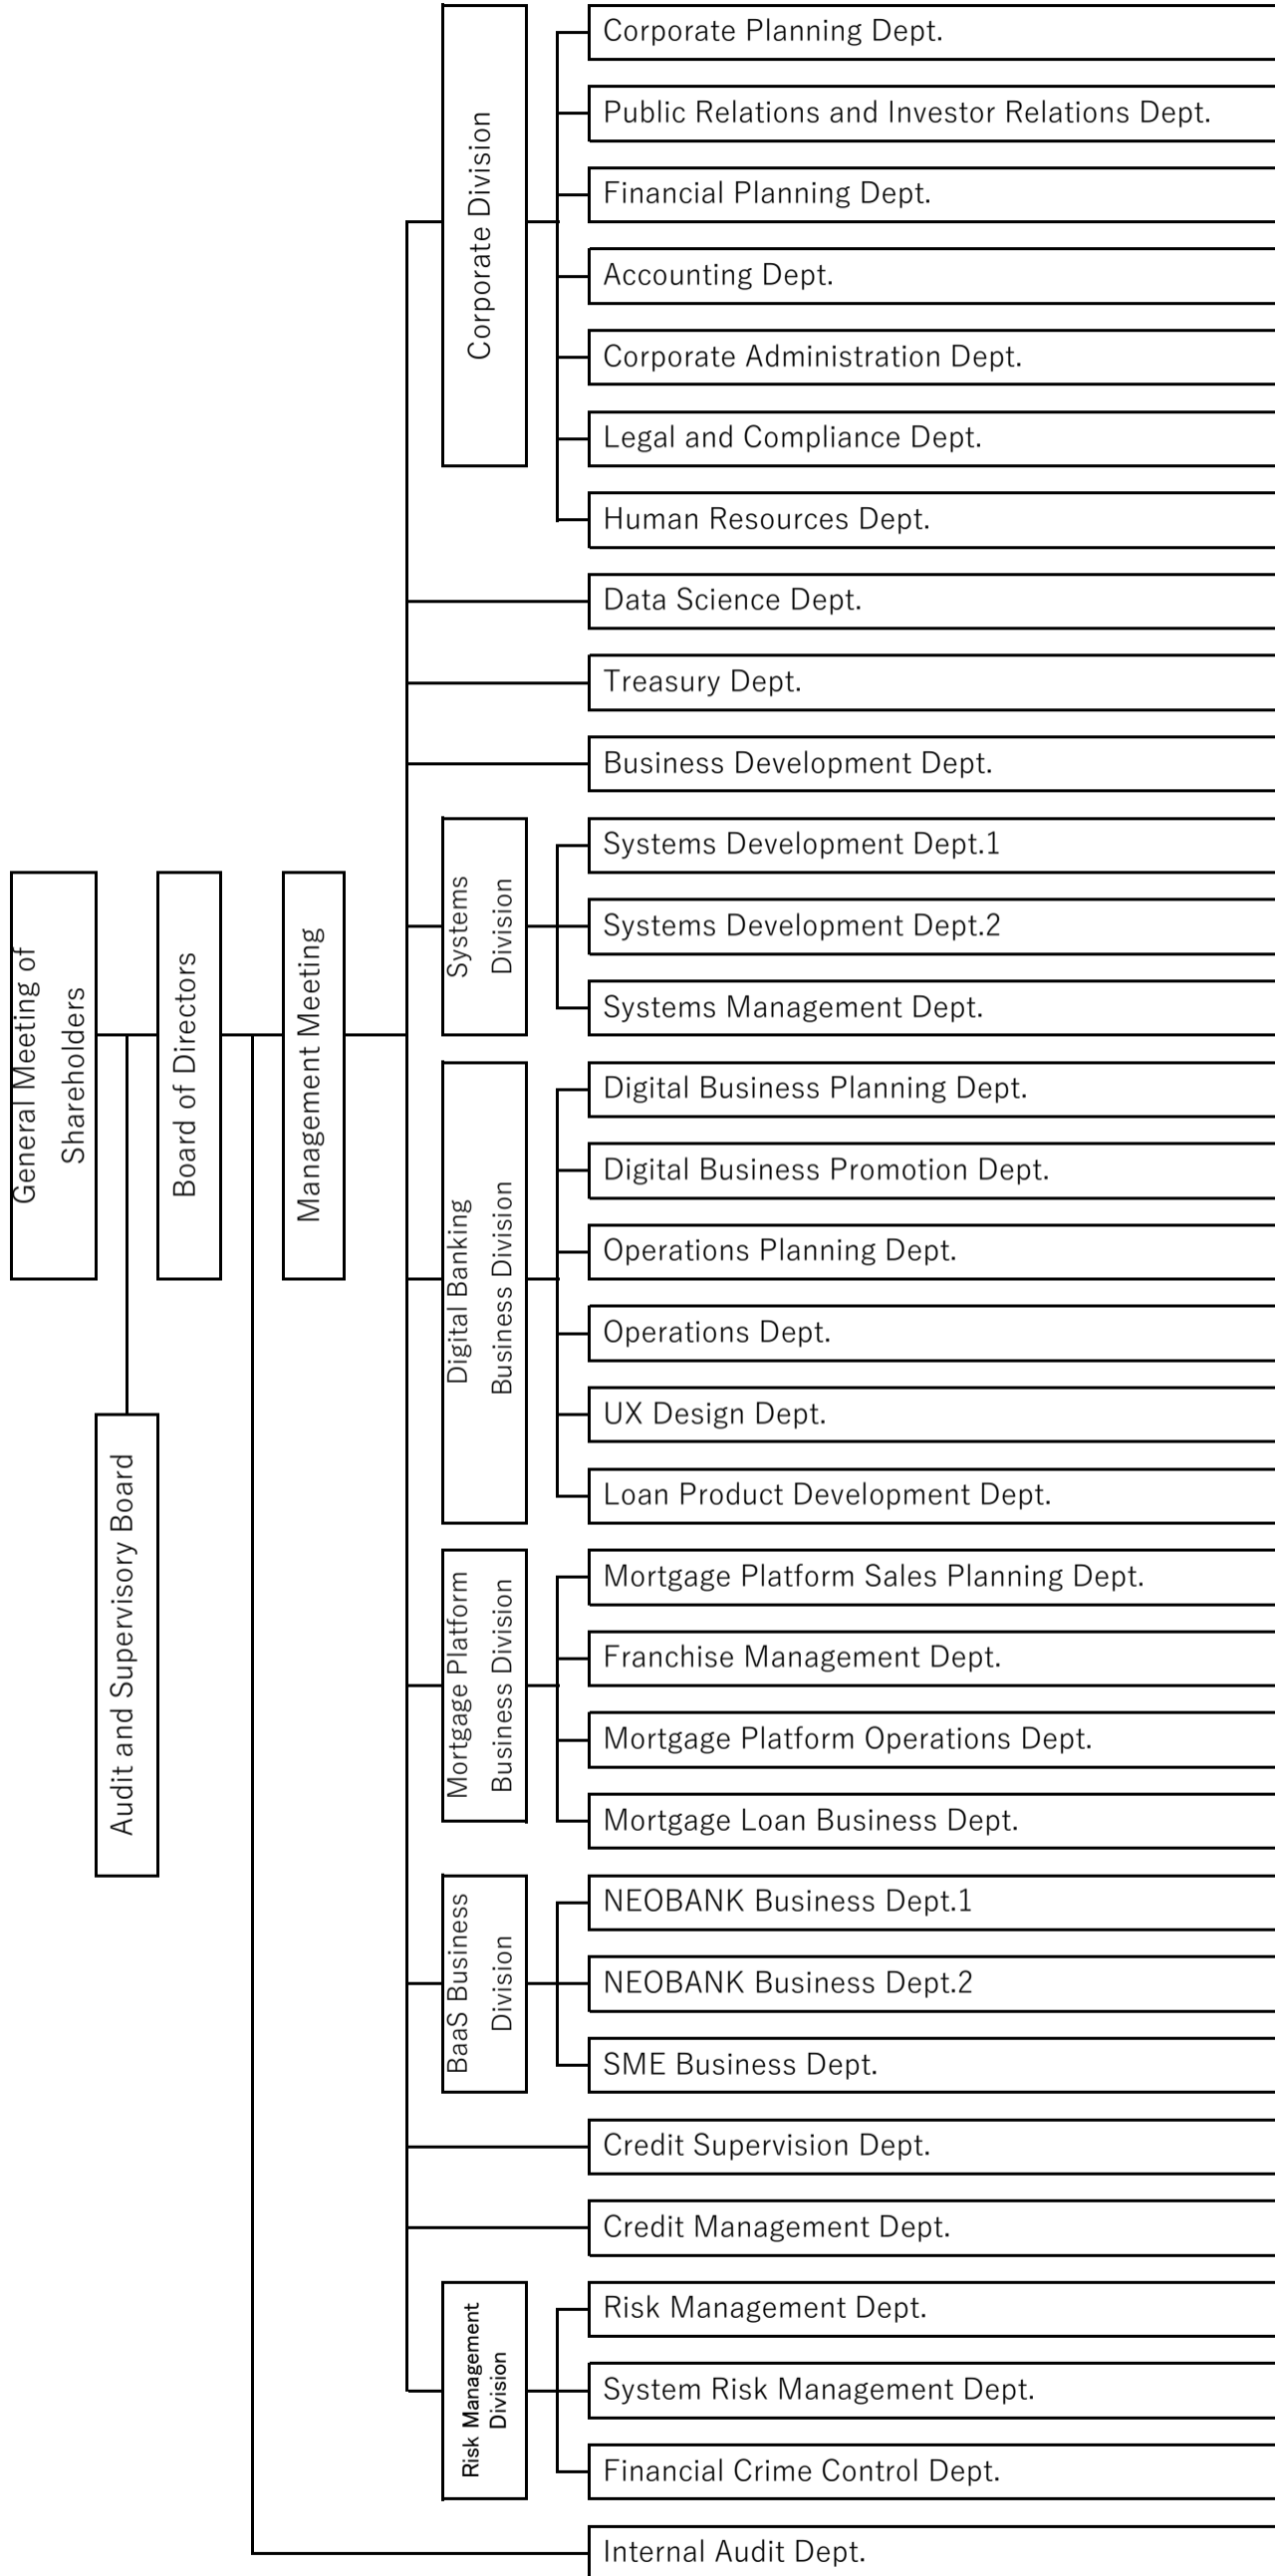 General Meeting of
Shareholders
Audit and Supervisory Board
Board of Directors
Management Meeting
Corporate Division
Corporate Planning Dept.
Public Relations and Investor Relations Dept.
Financial Planning Dept.
Accounting Dept.
Corporate Administration Dept.
Legal and Compliance Dept.
Human Resources Dept.
Data Science Dept.
Treasury Dept.
Business Development Dept.
Systems
Division
Systems Development Dept.1
Systems Development Dept.2
Systems Management Dept.
Digital Banking
Business Division
Digital Business Planning Dept.
Digital Business Promotion Dept.
Operations Planning Dept.
Operations Dept.
UX Design Dept.
Loan Product Development Dept.
Mortgage Platform
Business Division
Mortgage Platform Sales Planning Dept.
Franchise Management Dept.
Mortgage Platform Operations Dept.
Mortgage Loan Business Dept.
BaaS Business
Division
NEOBANK Business Dept.1
NEOBANK Business Dept.2
SME Business Dept.
Credit Supervision Dept.
Credit Management Dept.
Risk Management
Division
Risk Management Dept.
System Risk Management Dept.
Financial Crime Control Dept.
Internal Audit Dept.